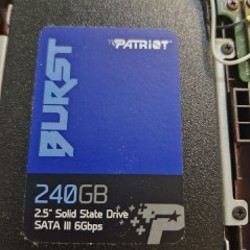 PATRIOT
BURST
240GB
2.5" Solid State Drive
SATA III 6Gbps